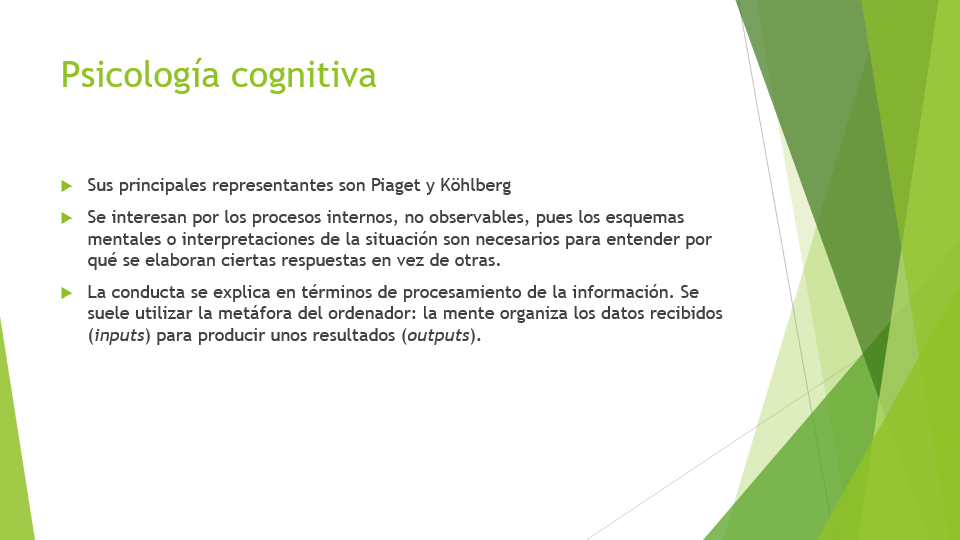 Psicología cognitiva
Sus principales representantes son Piaget y Köhlberg
Se interesan por los procesos internos, no observables, pues los esquemas
mentales o interpretaciones de la situación son necesarios para entender por
qué se elaboran ciertas respuestas en vez de otras.
La conducta se explica en términos de procesamiento de la información. Se
suele utilizar la metáfora del ordenador: la mente organiza los datos recibidos
(inputs) para producir unos resultados (outputs).